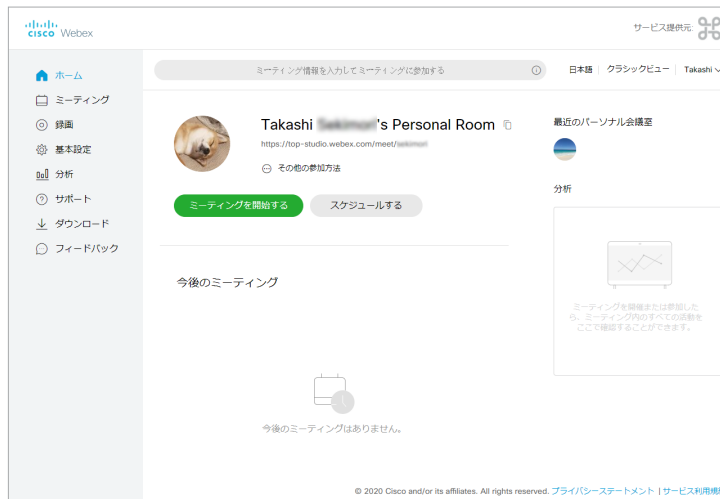 CISCO Webex
サービス提供元:
ホーム
ミーティング
録画
基本設定
分析
サポート
ダウンロード
フィードバック
ミーティング情報を入力してミーティングに参加する
日本語 クラシックビュー Takashi
Takashi 's Personal Room
https://top-studio.webex.com/meet/
その他の参加方法
ミーティングを開始する スケジュールする
今後のミーティング
今後のミーティングはありません。
最近のパーソナル会議室
分析
ミーティングを開催または参加した
ら、ミーティング内のすべての活動を
ここで確認することができます。
© 2020 Cisco and/or its affiliates. All rights reserved. プライバシーステートメント | サービス利用規